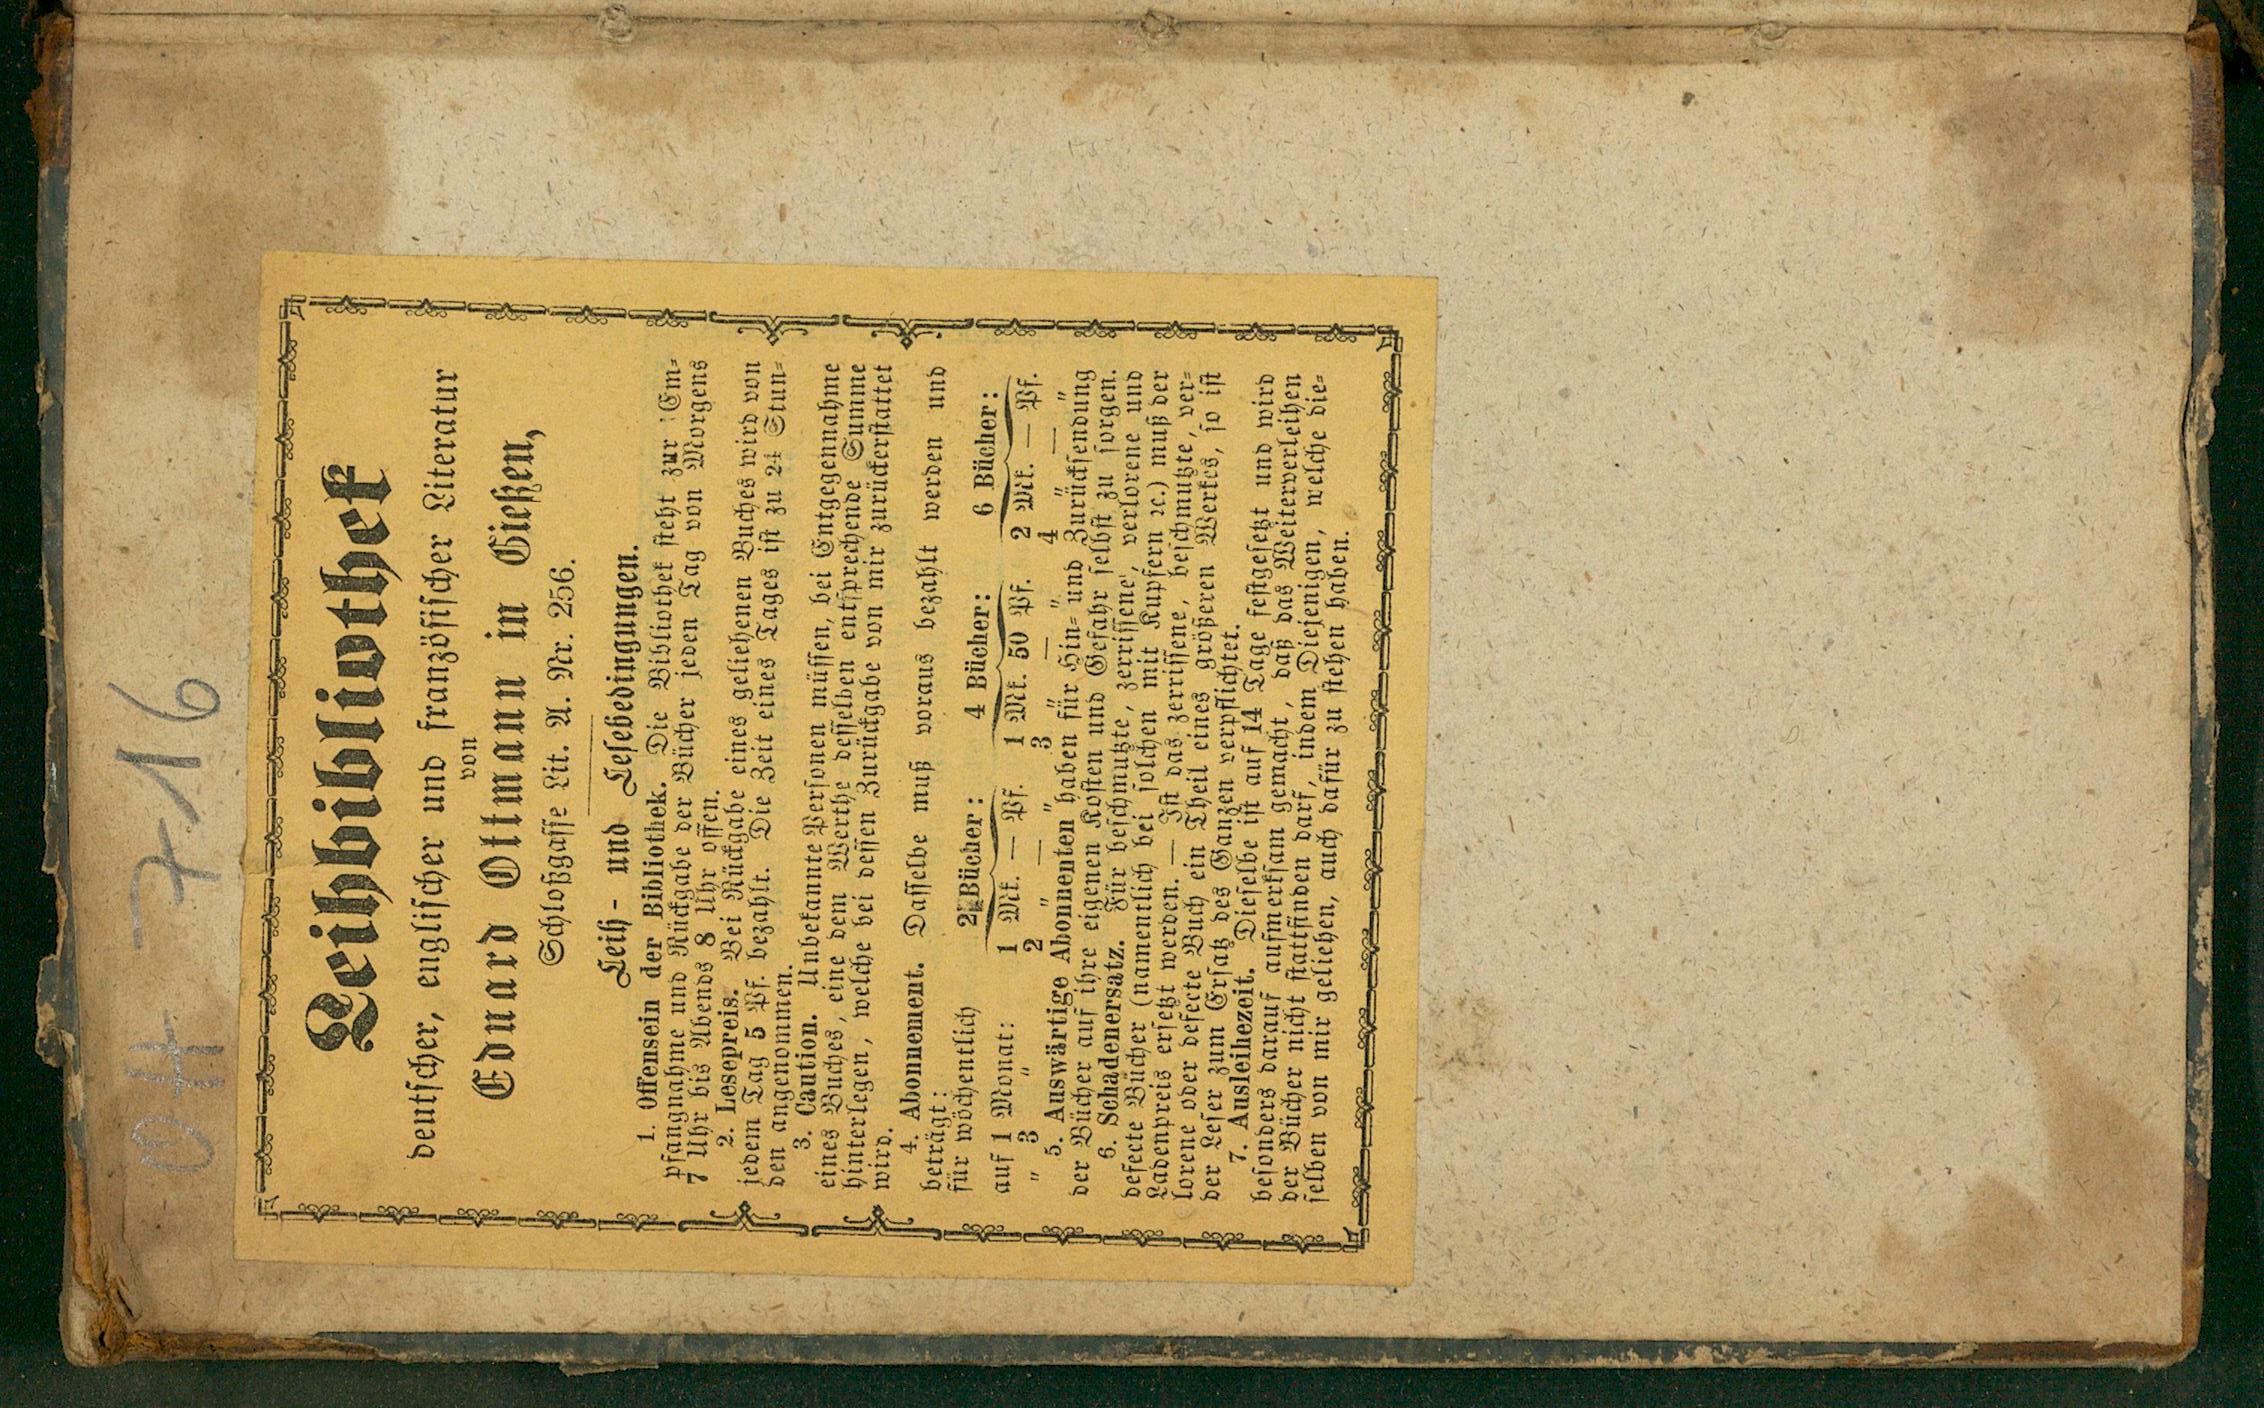 04-716
Leihbibliothek
deutscher, englischer und französischer Literatur
von
Eduard Ottmann in Gießen,
Schloßgasse Lit. A. Nr. 256.
Leih- und Lesebedingungen.
1. Offensein der Bibliothek. Die Bibliothek steht zur Em-
pfangnahme und Rückgabe der Bücher jeden Tag von Morgens
7 Uhr bis Abends 8 Uhr offen.
2. Lesepreis. Bei Rückgabe eines geliehenen Buches wird von
jedem Tag 5 Pf. bezahlt. Die Zeit eines Tages ist zu 24 Stun-
den angenommen.
3. Caution. Unbekannte Personen müssen, bei Entgegennahme
eines Buches, eine dem Werthe desselben entsprechende Summe
hinterlegen, welche bei dessen Zurückgabe von mir zurückerstattet
wird.
4. Abonnement. Dasselbe muß voraus bezahlt werden und
beträgt:
für wöchentlich 2 Bücher: 4 Bücher: 6 Bücher:
auf 1 Monat: 1 Mk. — Pf. 1 Mk. 50 Pf. 2 Mk. — Pf.
" 3 " 2 " — " 3 " — " 4 " — "
5. Auswärtige Abonnenten haben für Hin- und Zurücksendung
der Bücher auf ihre eigenen Kosten und Gefahr selbst zu sorgen.
6. Schadenersatz. Für beschmutzte, zerrissene, verlorene und
defecte Bücher (namentlich bei solchen mit Kupfern ꝛc.) muß der
Ladenpreis ersetzt werden. — Ist das zerrissene, beschmutzte, ver-
lorene oder defecte Buch ein Theil eines größeren Werkes, so ist
der Leser zum Ersatz des Ganzen verpflichtet.
7. Ausleihezeit. Dieselbe ist auf 14 Tage festgesetzt und wird
besonders darauf aufmerksam gemacht, daß das Weiterverleihen
der Bücher nicht stattfinden darf, indem Diejenigen, welche die-
selben von mir geliehen, auch dafür zu stehen haben.